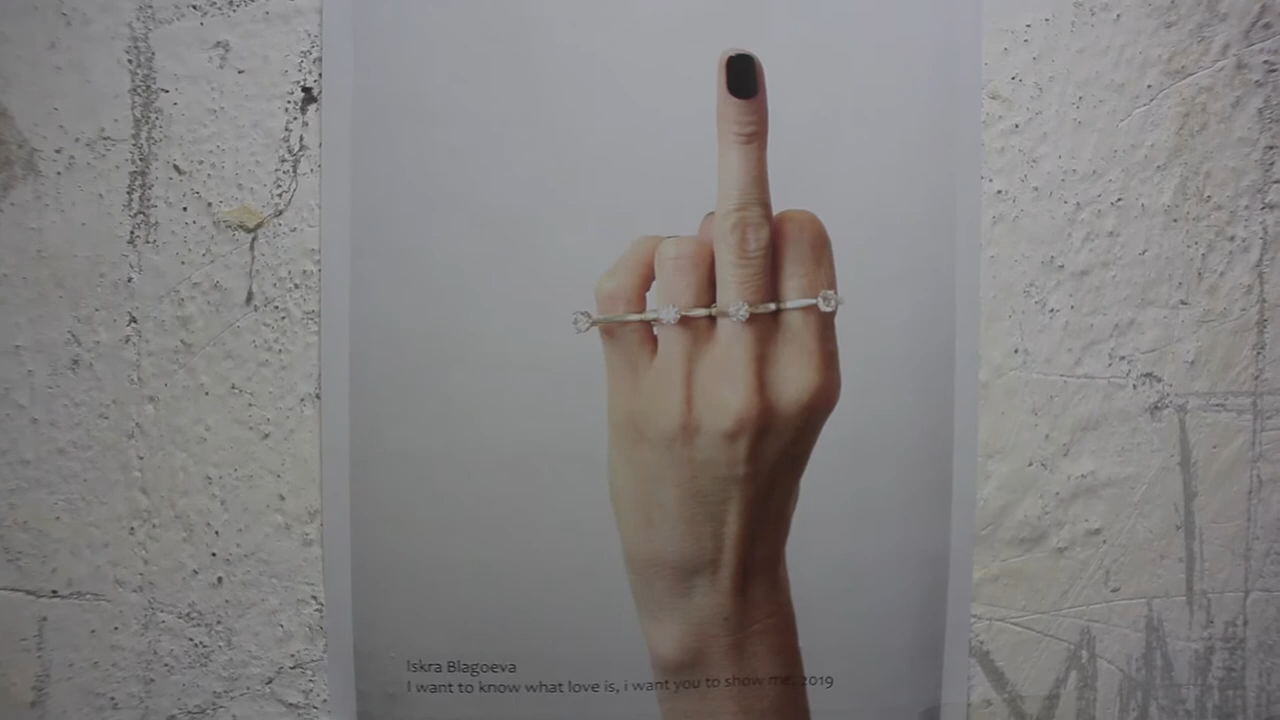 Iskra Blagoeva
I want to know what love is, i want you to show me. 2019